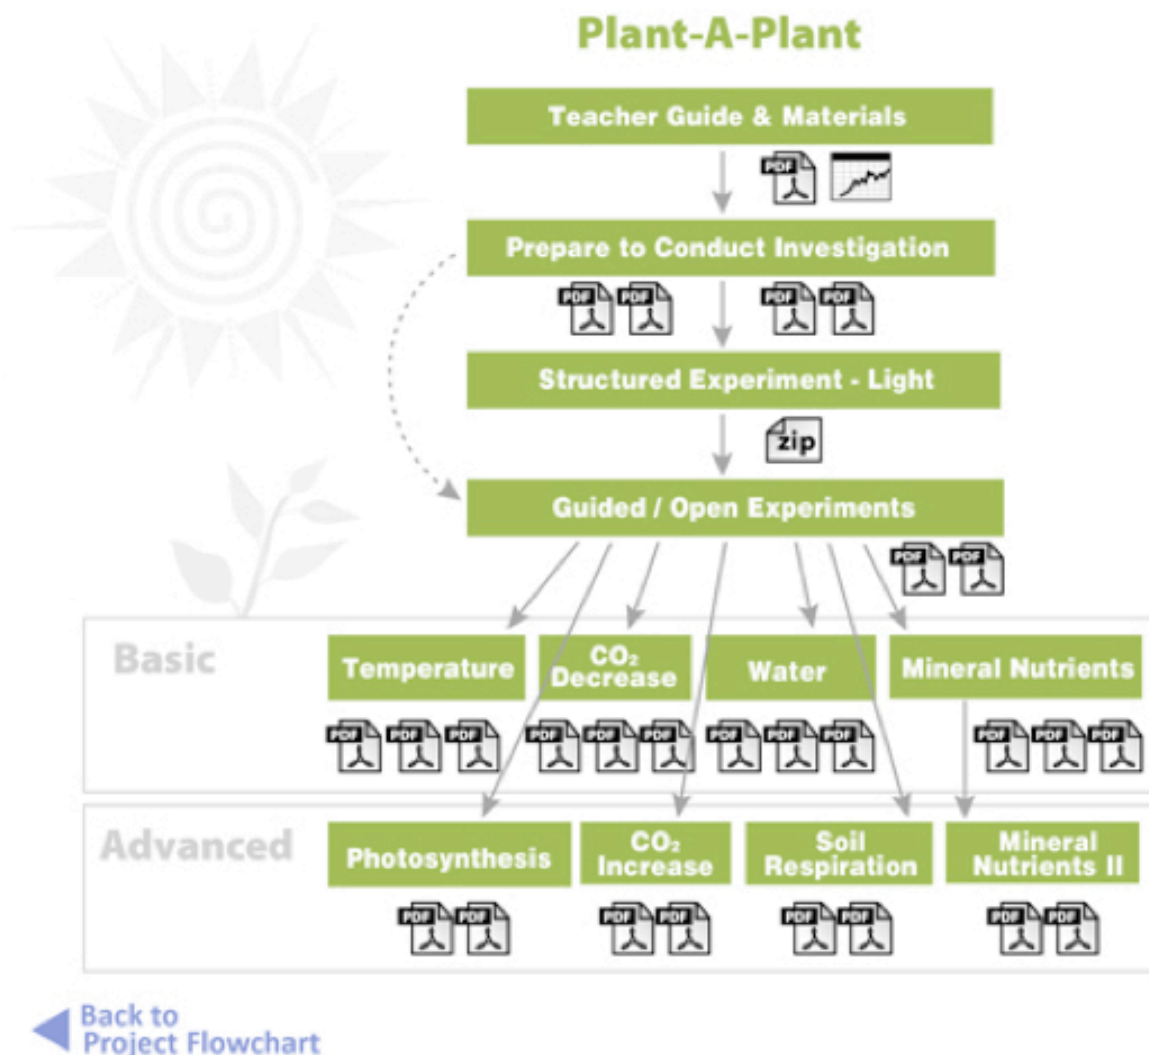 Plant-A-Plant
Teacher Guide & Materials
PDF
Prepare to Conduct Investigation
PDF PDF PDF PDF
Structured Experiment - Light
zip
Guided / Open Experiments
PDF PDF
Basic
Temperature
CO₂
Decrease
Water
Mineral Nutrients
PDF PDF PDF PDF PDF PDF PDF PDF PDF PDF PDF PDF
Advanced
Photosynthesis
CO₂
Increase
Soil
Respiration
Mineral
Nutrients II
PDF PDF PDF PDF PDF PDF PDF PDF
Back to
Project Flowchart